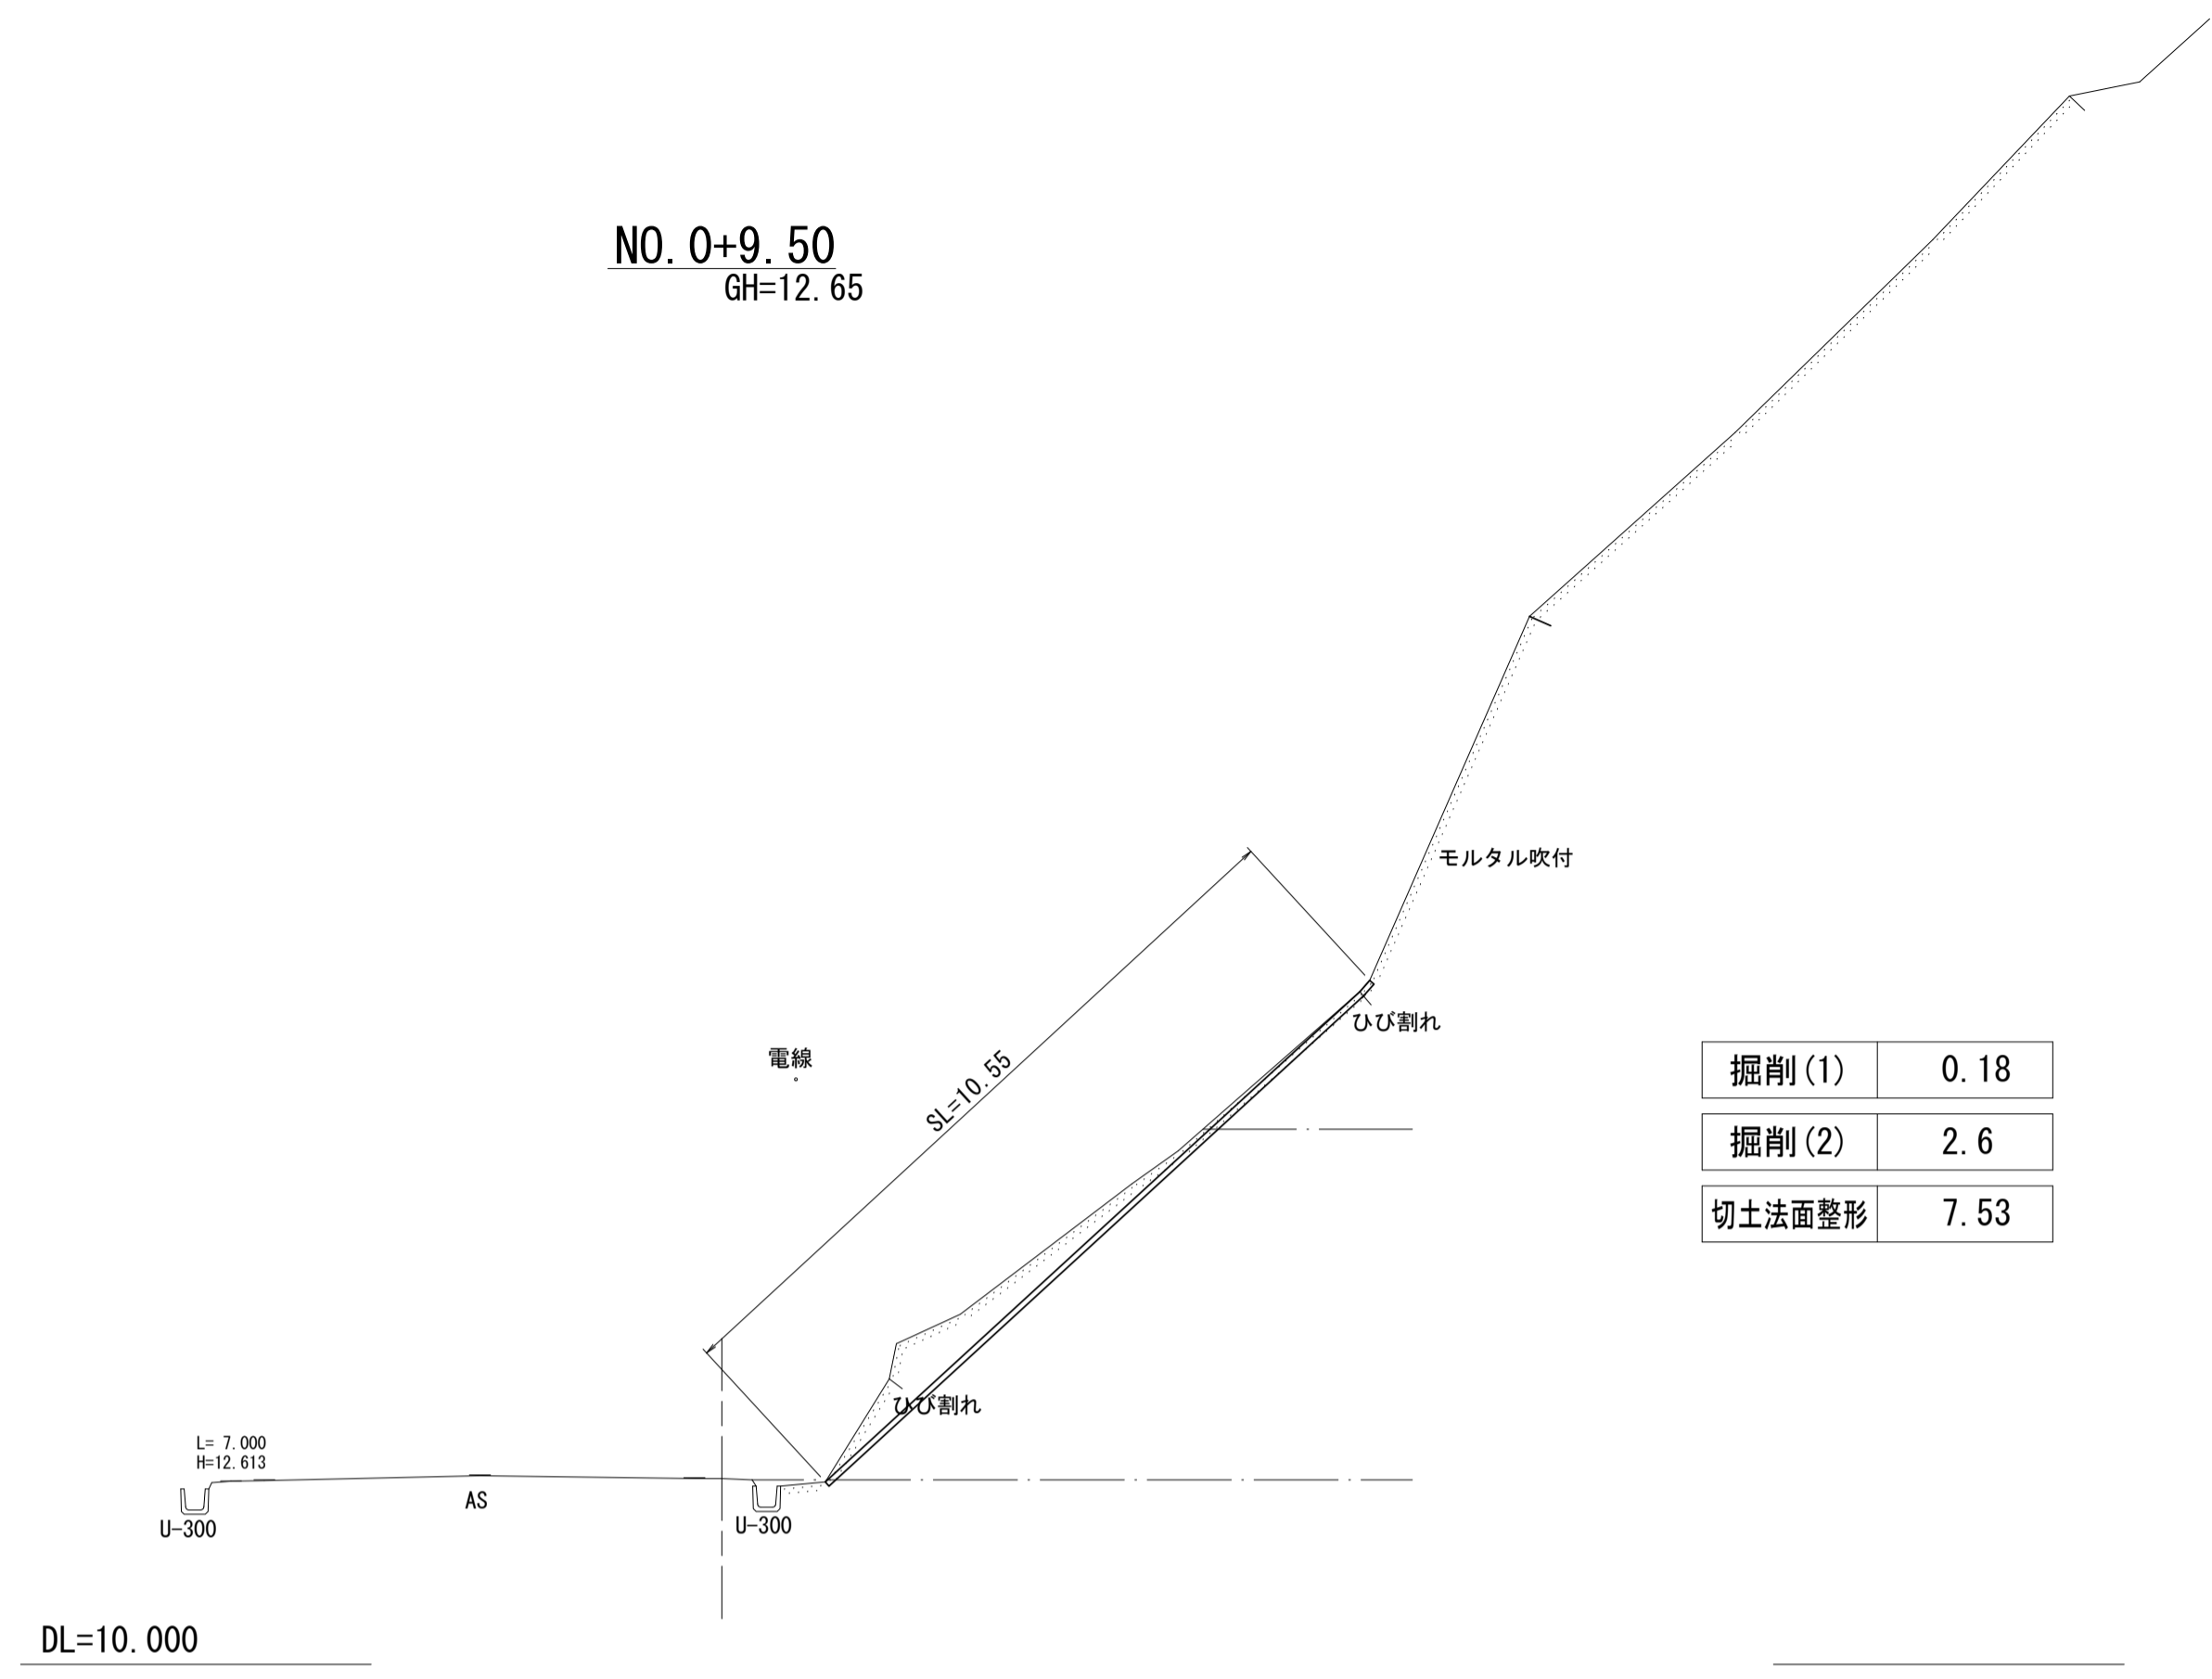 NO.0+9.50
GH=12.65
モルタル吹付
ひび割れ
電線
SL=10.55
掘削(1) 0.18
掘削(2) 2.6
切土法面整形 7.53
ひび割れ
L= 7.000
H=12.613
AS
U-300
U-300
DL=10.000